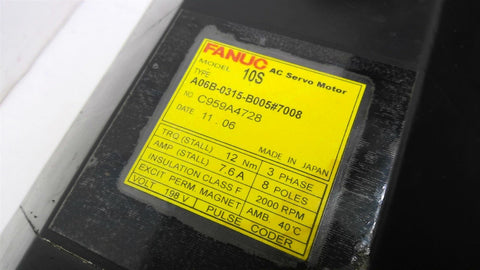 FANUC AC Servo Motor
MODEL 10S
TYPE A06B-0315-B005#7008
NO. C959A4728
DATE 11.06
MADE IN JAPAN
TRQ (STALL) 12 Nm 3 PHASE
AMP (STALL) 7.6 A 8 POLES
INSULATION CLASS F 2000 RPM
EXCIT PERM MAGNET AMB. 40°C
VOLT. 198 V PULSE CODER